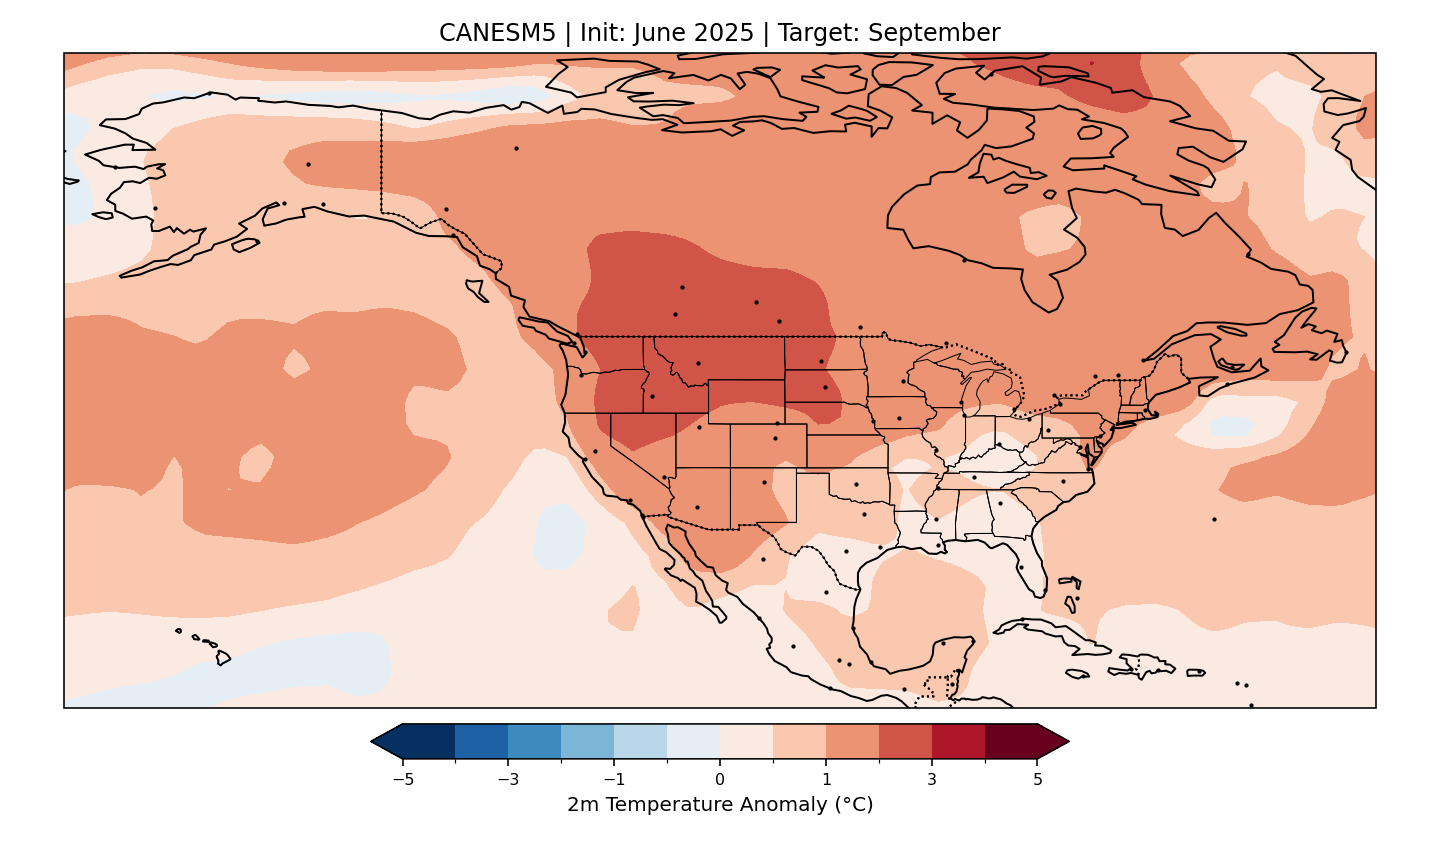 CANESM5 | Init: June 2025 | Target: September
−5 −3 −1 0 1 3 5
2m Temperature Anomaly (°C)